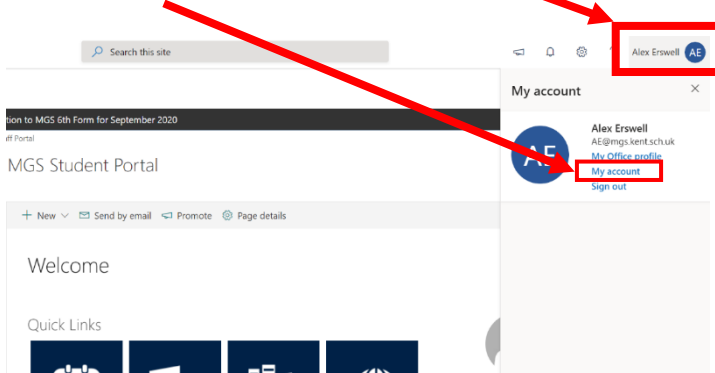 Search this site
Alex Erswell AE
My account
tion to MGS 6th Form for September 2020
Alex Erswell
aff Portal
AE@mgs.kent.sch.uk
AE
My Office profile
MGS Student Portal
My account
Sign out
New Send by email Promote Page details
Welcome
Quick Links